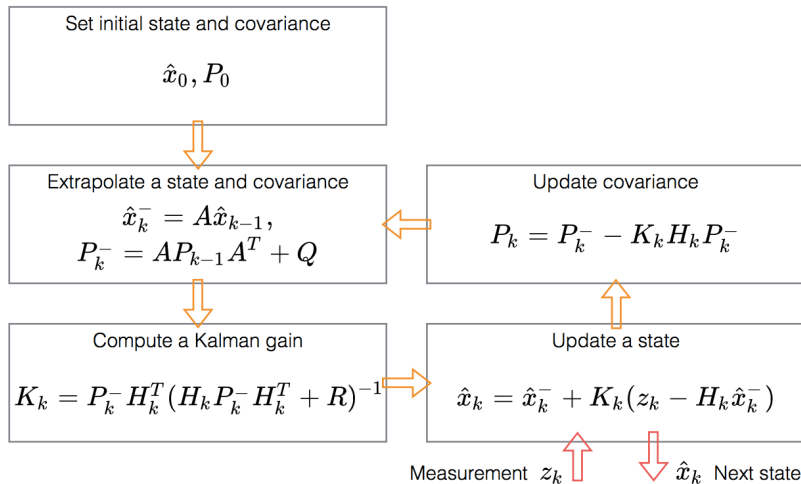 Set initial state and covariance
x̂₀, P₀
Extrapolate a state and covariance
x̂ₖ⁻ = Ax̂ₖ₋₁,
Pₖ⁻ = APₖ₋₁Aᵀ + Q
Update covariance
Pₖ = Pₖ⁻ − KₖHₖPₖ⁻
Compute a Kalman gain
Kₖ = Pₖ⁻Hₖᵀ(HₖPₖ⁻Hₖᵀ + R)⁻¹
Update a state
x̂ₖ = x̂ₖ⁻ + Kₖ(zₖ − Hₖx̂ₖ⁻)
Measurement zₖ
x̂ₖ Next state